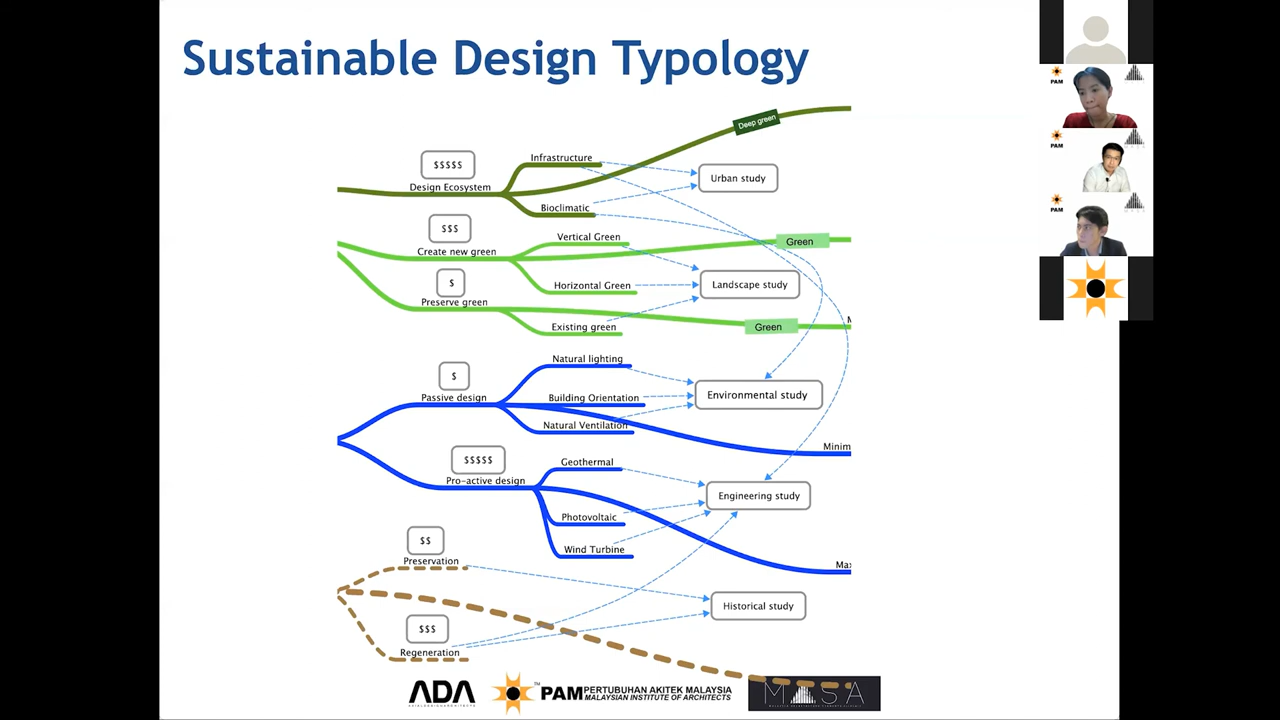 Sustainable Design Typology
Deep green
$$$$$
Infrastructure
Design Ecosystem
Urban study
Bioclimatic
$$$
Vertical Green
Create new green
Green
$
Horizontal Green
Landscape study
Preserve green
Existing green
Green
Natural lighting
$
Passive design
Building Orientation
Environmental study
Natural Ventilation
Minim
$$$$$
Geothermal
Pro-active design
Engineering study
Photovoltaic
Wind Turbine
$$
Preservation
Max
Historical study
$$$
Regeneration
ADA
PAM PERTUBUHAN AKITEK MALAYSIA
MALAYSIAN INSTITUTE OF ARCHITECTS
MASA
PAM
PAM
PAM